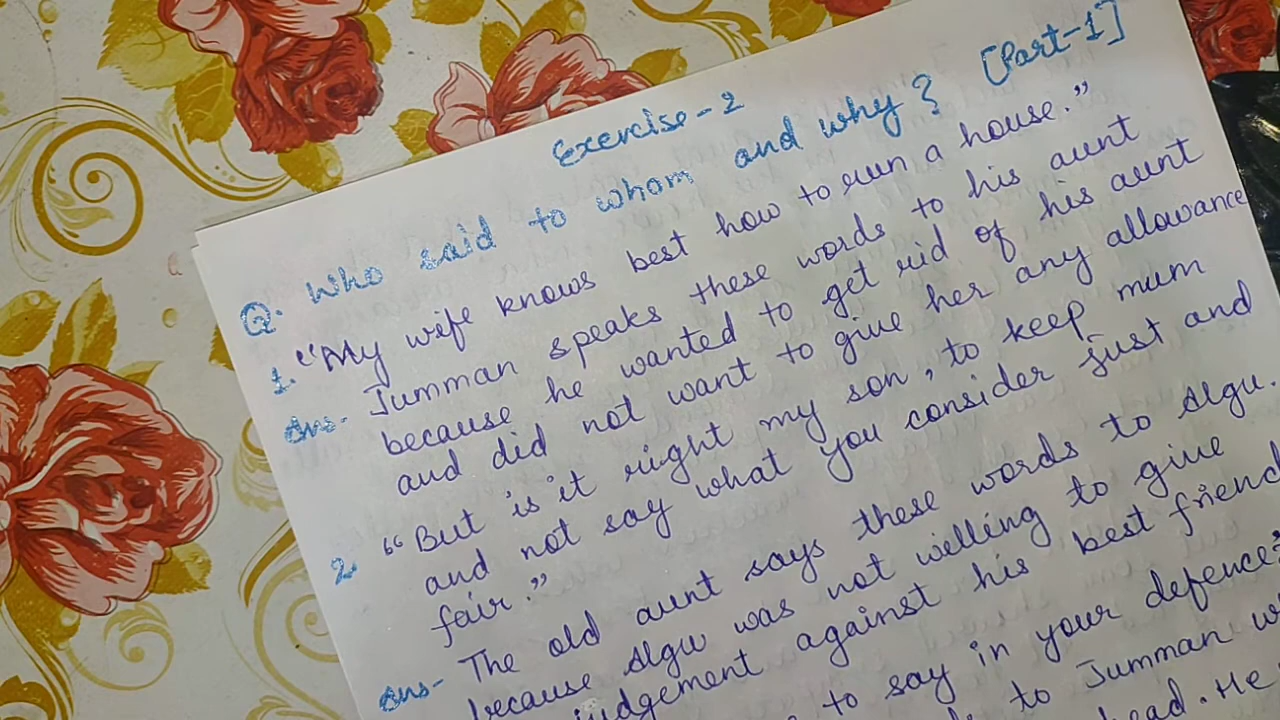 Exercise-2 [Part-1]
Q. Who said to whom and why?
1. "My wife knows best how to run a house."
Ans- Jumman speaks these words to his aunt
because he wanted to get rid of his aunt
and did not want to give her any allowance
2. "But is it right my son, to keep mum
and not say what you consider just and
fair."
Ans- The old aunt says these words to Algu.
because Algu was not welling to give
judgement against his best friend
to say in your defence?
to Jumman
head. He